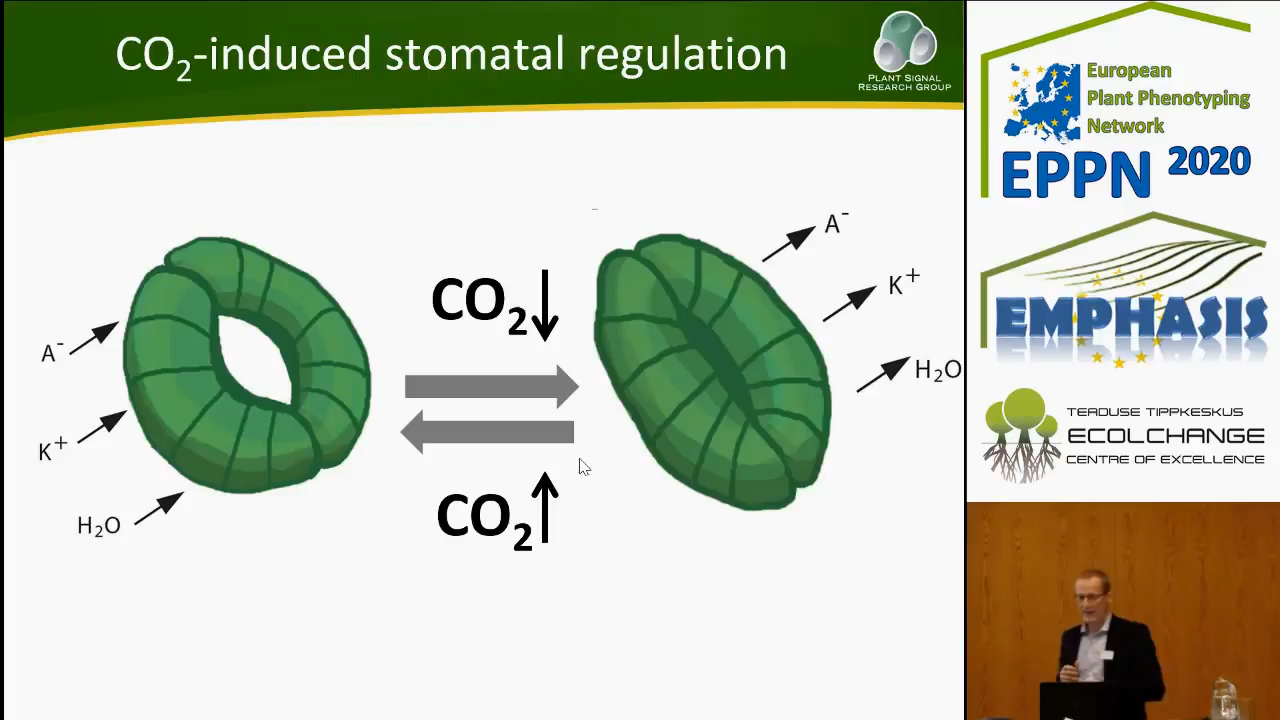 CO₂-induced stomatal regulation
PLANT SIGNAL
RESEARCH GROUP
A⁻
K⁺
H₂O
CO₂↓
CO₂↑
A⁻
K⁺
H₂O
European
Plant Phenotyping
Network
EPPN 2020
EMPHASIS
TEADUSE TIPPKESKUS
ECOLCHANGE
CENTRE OF EXCELLENCE